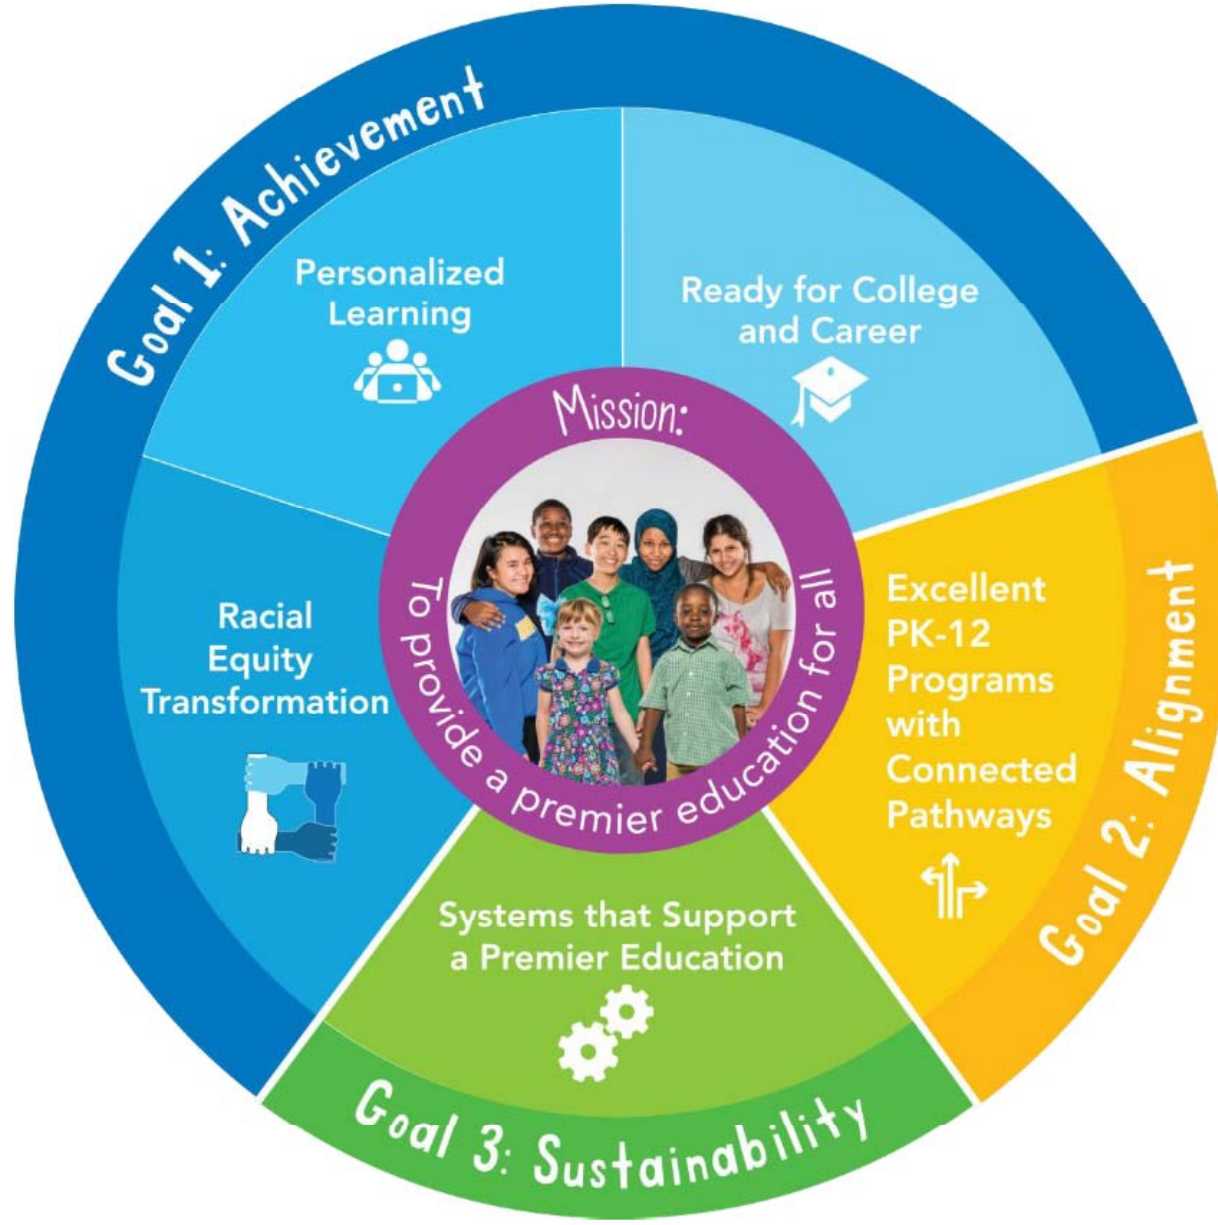 Goal 1: Achievement
Personalized
Learning
Ready for College
and Career
Mission:
To provide a premier education for all
Racial
Equity
Transformation
Excellent
PK-12
Programs
with
Connected
Pathways
Goal 2: Alignment
Systems that Support
a Premier Education
Goal 3: Sustainability